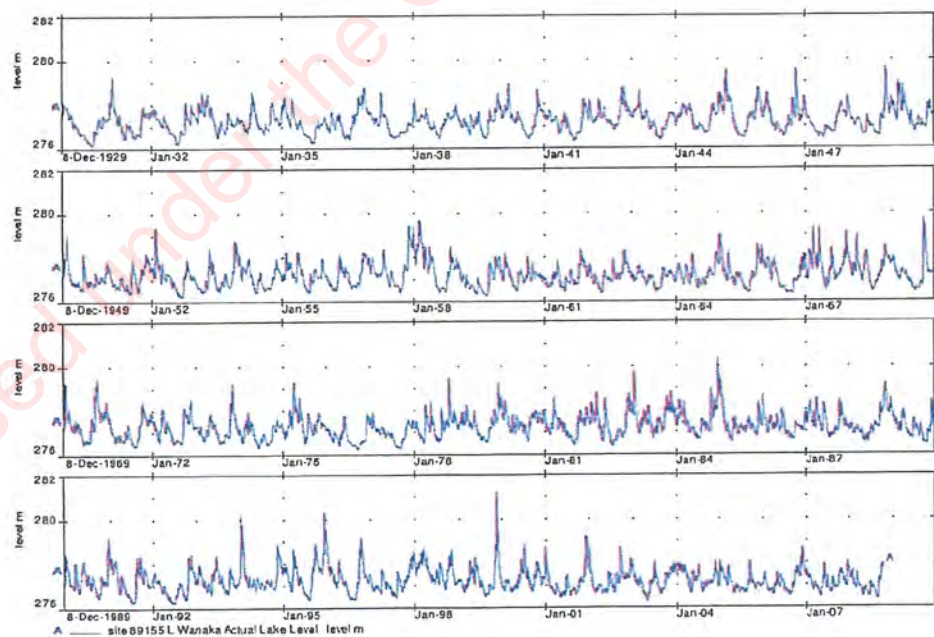 282
280
level m
A
276
8-Dec-1929 Jan-32 Jan-35 Jan-38 Jan-41 Jan-44 Jan-47
282
280
level m
A
276
8-Dec-1949 Jan-52 Jan-55 Jan-58 Jan-61 Jan-64 Jan-67
282
280
level m
A
276
8-Dec-1969 Jan-72 Jan-75 Jan-78 Jan-81 Jan-84 Jan-87
282
280
level m
A
A
276
8-Dec-1989 Jan-92 Jan-95 Jan-98 Jan-01 Jan-04 Jan-07
A site 89155 L Wanaka Actual Lake Level level m
sed under the